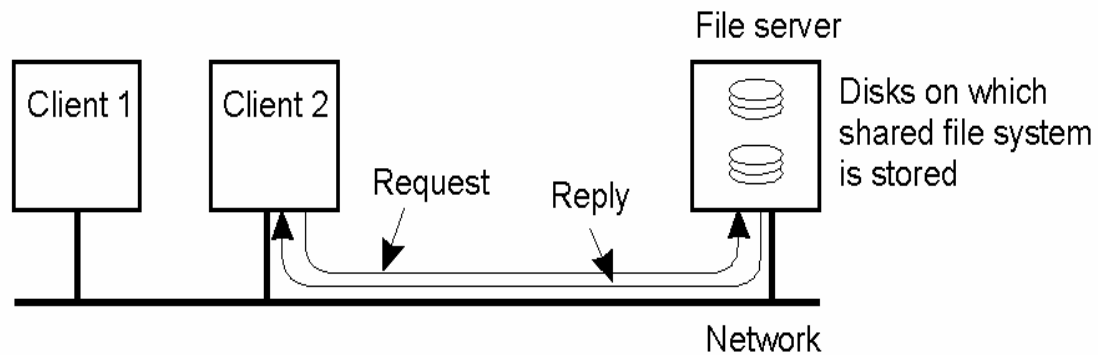 File server
Client 1
Client 2
Disks on which
shared file system
is stored
Request
Reply
Network